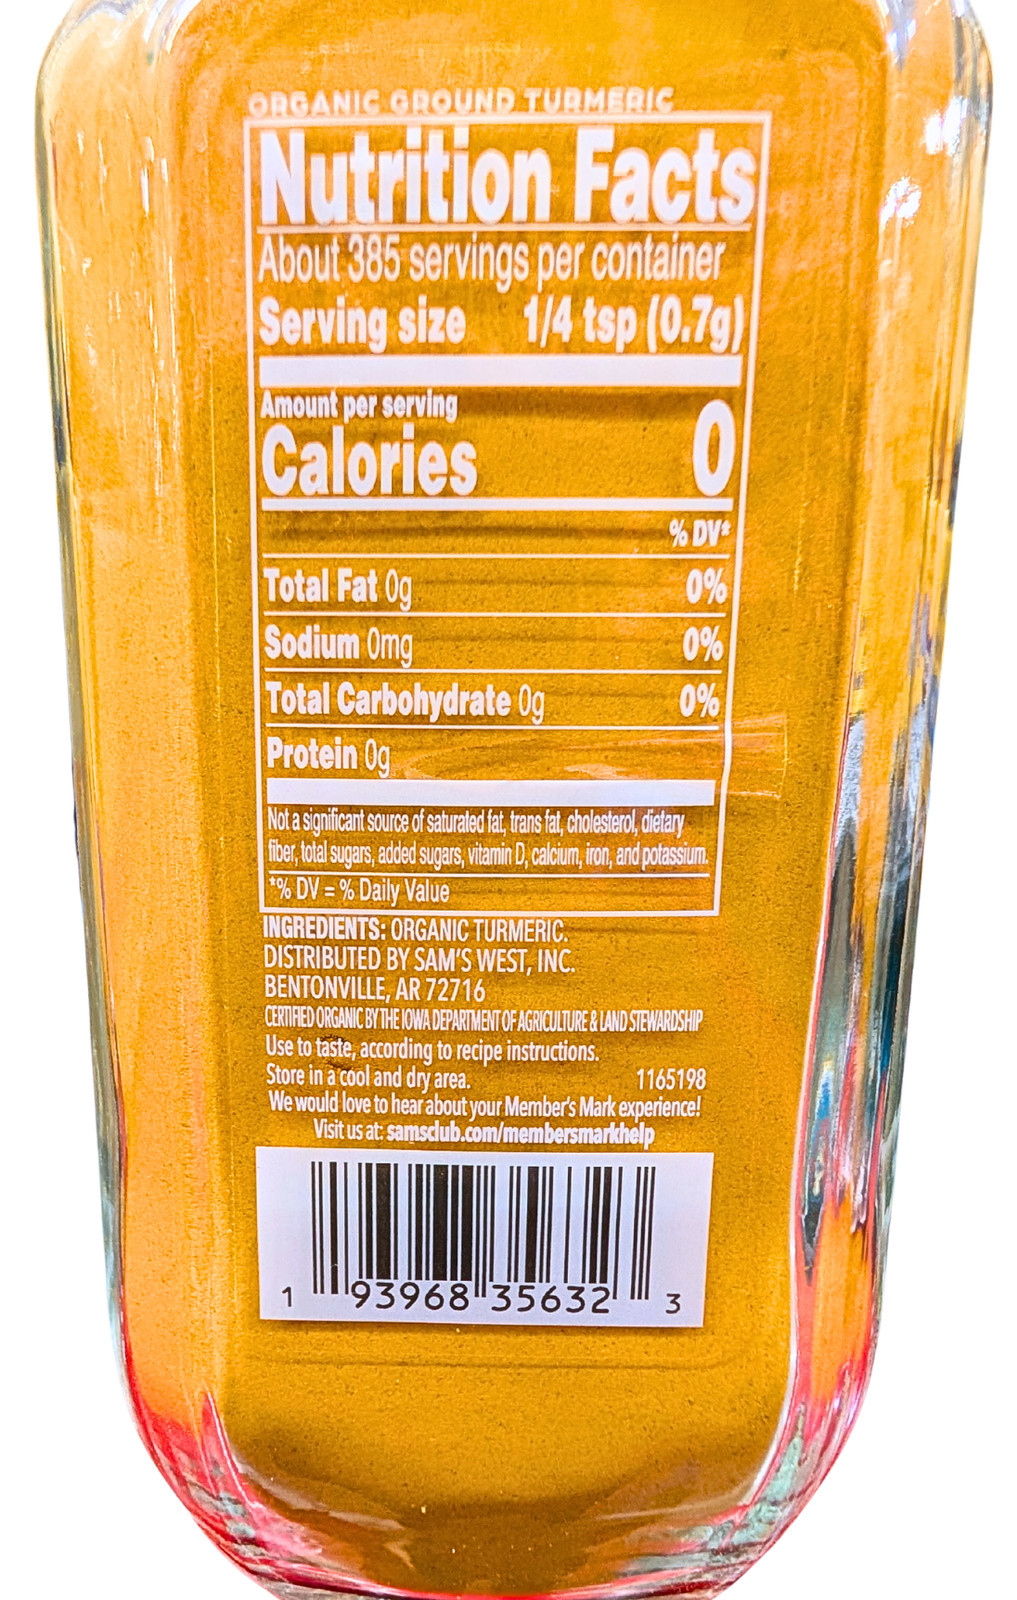 ORGANIC GROUND TURMERIC
Nutrition Facts
About 385 servings per container
Serving size 1/4 tsp (0.7g)
Amount per serving
Calories 0
% DV*
Total Fat 0g 0%
Sodium 0mg 0%
Total Carbohydrate 0g 0%
Protein 0g
Not a significant source of saturated fat, trans fat, cholesterol, dietary
fiber, total sugars, added sugars, vitamin D, calcium, iron, and potassium.
*% DV = % Daily Value
INGREDIENTS: ORGANIC TURMERIC.
DISTRIBUTED BY SAM'S WEST, INC.
BENTONVILLE, AR 72716
CERTIFIED ORGANIC BY THE IOWA DEPARTMENT OF AGRICULTURE & LAND STEWARDSHIP
Use to taste, according to recipe instructions.
Store in a cool and dry area. 1165198
We would love to hear about your Member's Mark experience!
Visit us at: samsclub.com/membersmarkhelp
1 93968 35632 3